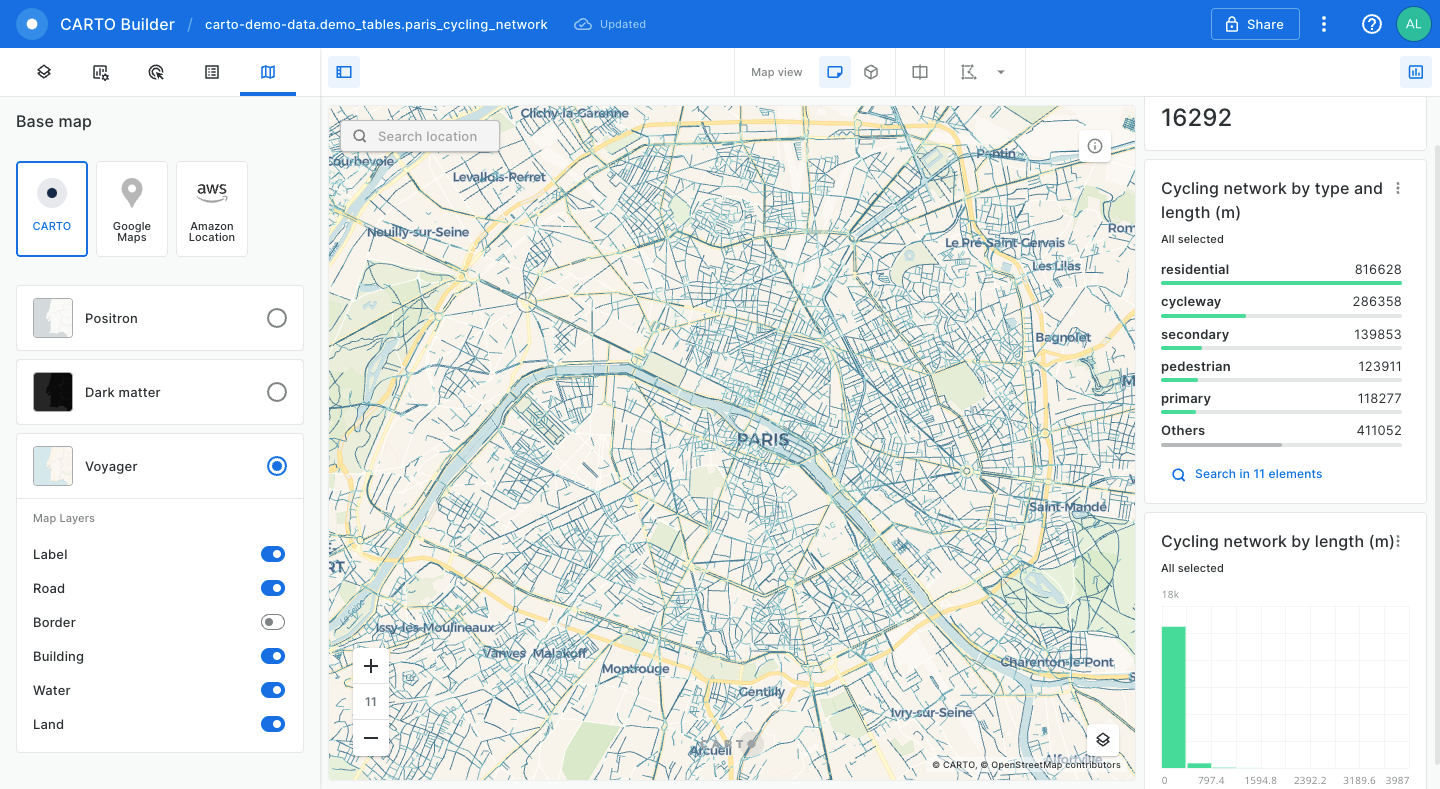 CARTO Builder / carto-demo-data.demo_tables.paris_cycling_network Updated Share AL
Map view
Base map
CARTO
Google
Maps
aws
Amazon
Location
Positron
Dark matter
Voyager
Map Layers
Label
Road
Border
Building
Water
Land
Search location
Clichy-la-Garenne
Courbevoie
Pantin
Levallois-Perret
Neuilly-sur-Seine
Le Pré-Saint-Gervais
Rom
Les Lilas
Bagnolet
M
PARIS
Saint-Mandé
RT
La Seine
Issy-les-Moulineaux
Vanves
Malakoff
Montrouge
Charenton-le-Pont
S
Gentilly
Ivry-sur-Seine
CARTO
Arcueil
Alfortville
11
© CARTO, © OpenStreetMap contributors
16292
Cycling network by type and
length (m)
All selected
residential 816628
cycleway 286358
secondary 139853
pedestrian 123911
primary 118277
Others 411052
Search in 11 elements
Cycling network by length (m)
All selected
18k
0 797.4 1594.8 2392.2 3189.6 3987